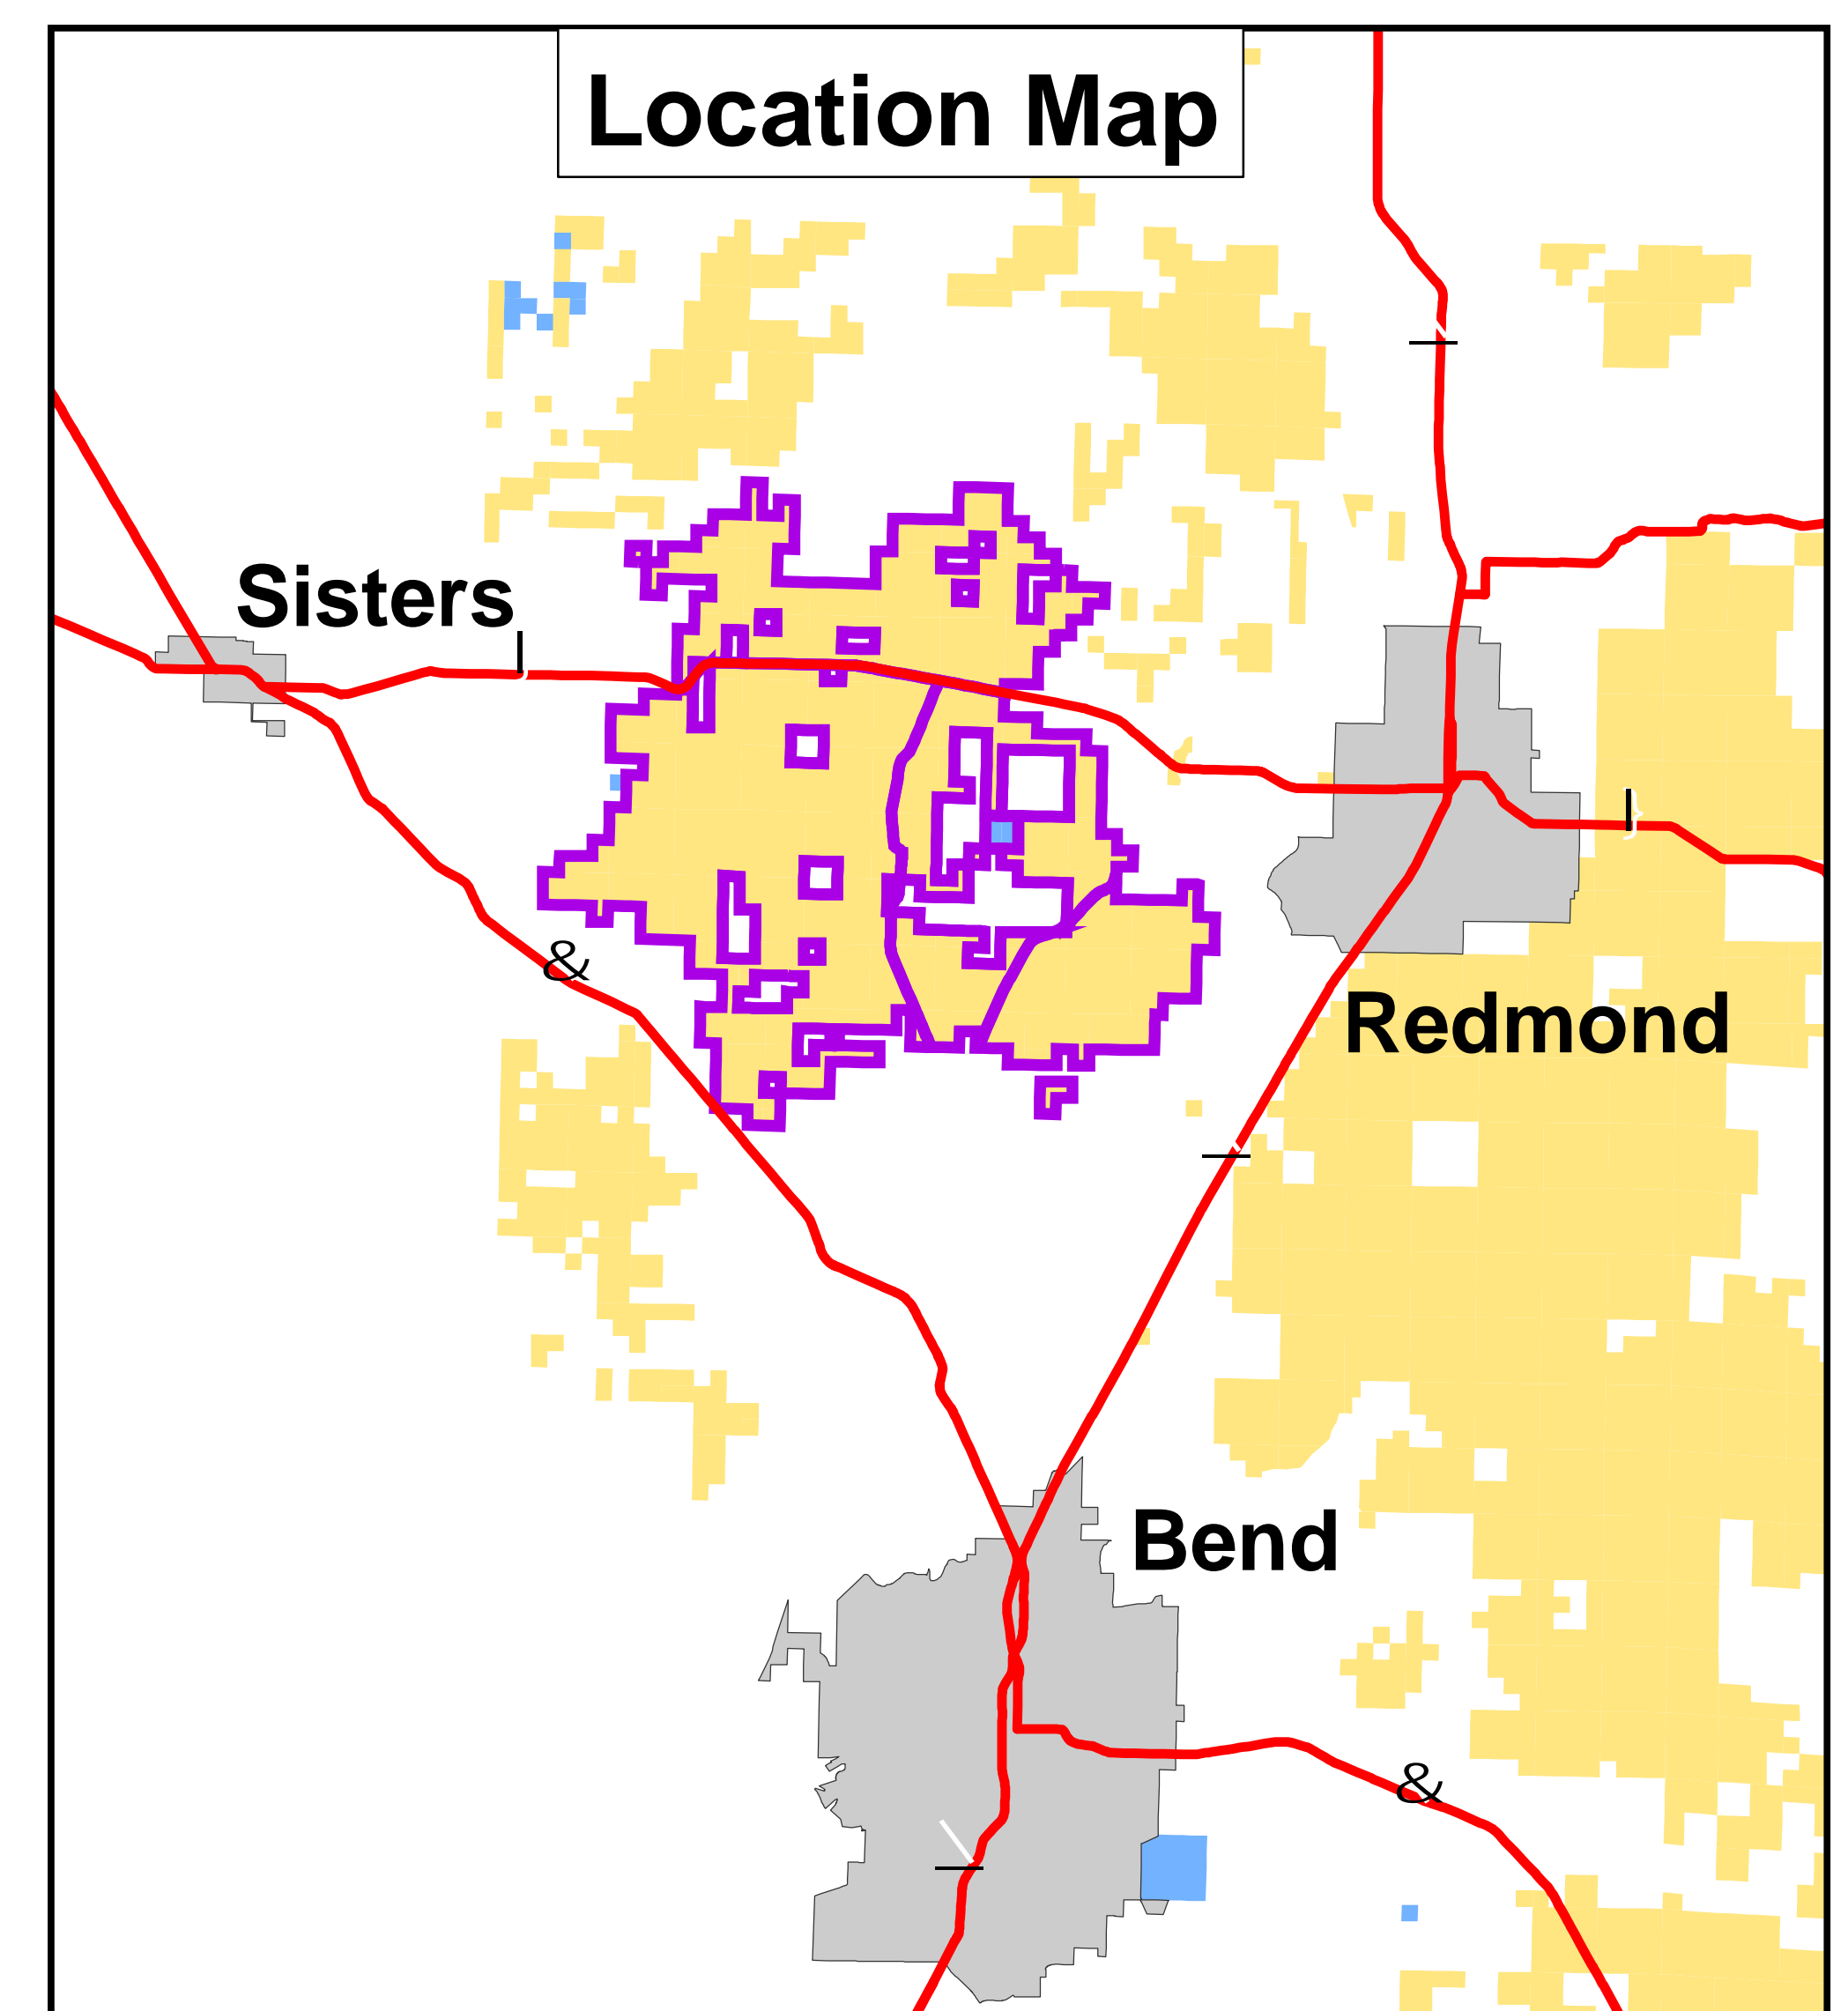 Location Map
Sisters
&
Redmond
Bend
&